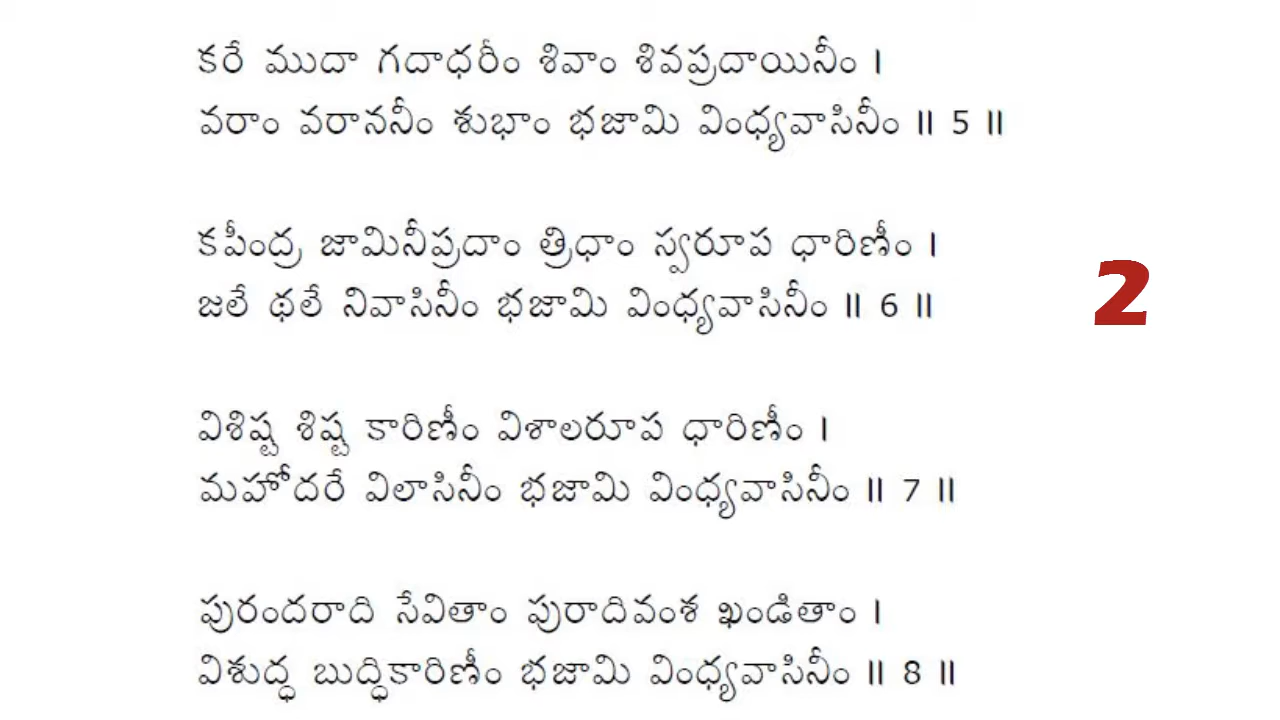 కరే ముదా గదాధరీం శివాం శివప్రదాయినీం ।
వరాం వరాననీం శుభాం భజామి వింధ్యవాసినీం ॥ 5 ॥
కపీంద్ర జామినీప్రదాం త్రిధాం స్వరూప ధారిణీం ।
జలే థలే నివాసినీం భజామి వింధ్యవాసినీం ॥ 6 ॥
2
విశిష్ట శిష్ట కారిణీం విశాలరూప ధారిణీం ।
మహోదరే విలాసినీం భజామి వింధ్యవాసినీం ॥ 7 ॥
పురందరాది సేవితాం పురాదివంశ ఖండితాం ।
విశుద్ధ బుద్ధికారిణీం భజామి వింధ్యవాసినీం ॥ 8 ॥